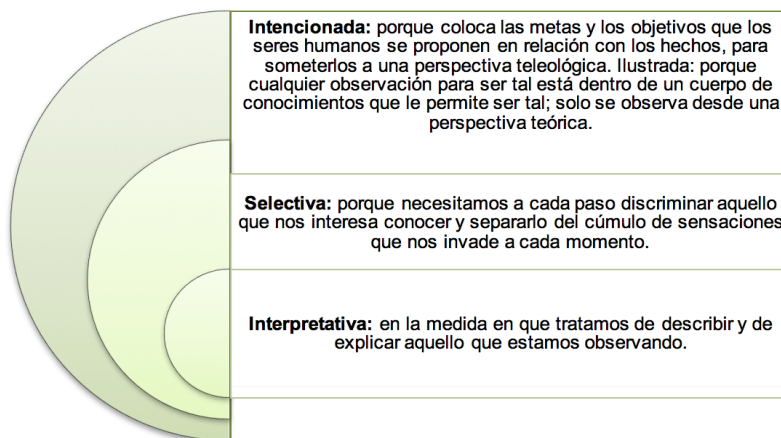 Intencionada: porque coloca las metas y los objetivos que los
seres humanos se proponen en relación con los hechos, para
someterlos a una perspectiva teleológica. Ilustrada: porque
cualquier observación para ser tal está dentro de un cuerpo de
conocimientos que le permite ser tal; solo se observa desde una
perspectiva teórica.
Selectiva: porque necesitamos a cada paso discriminar aquello
que nos interesa conocer y separarlo del cúmulo de sensaciones
que nos invade a cada momento.
Interpretativa: en la medida en que tratamos de describir y de
explicar aquello que estamos observando.